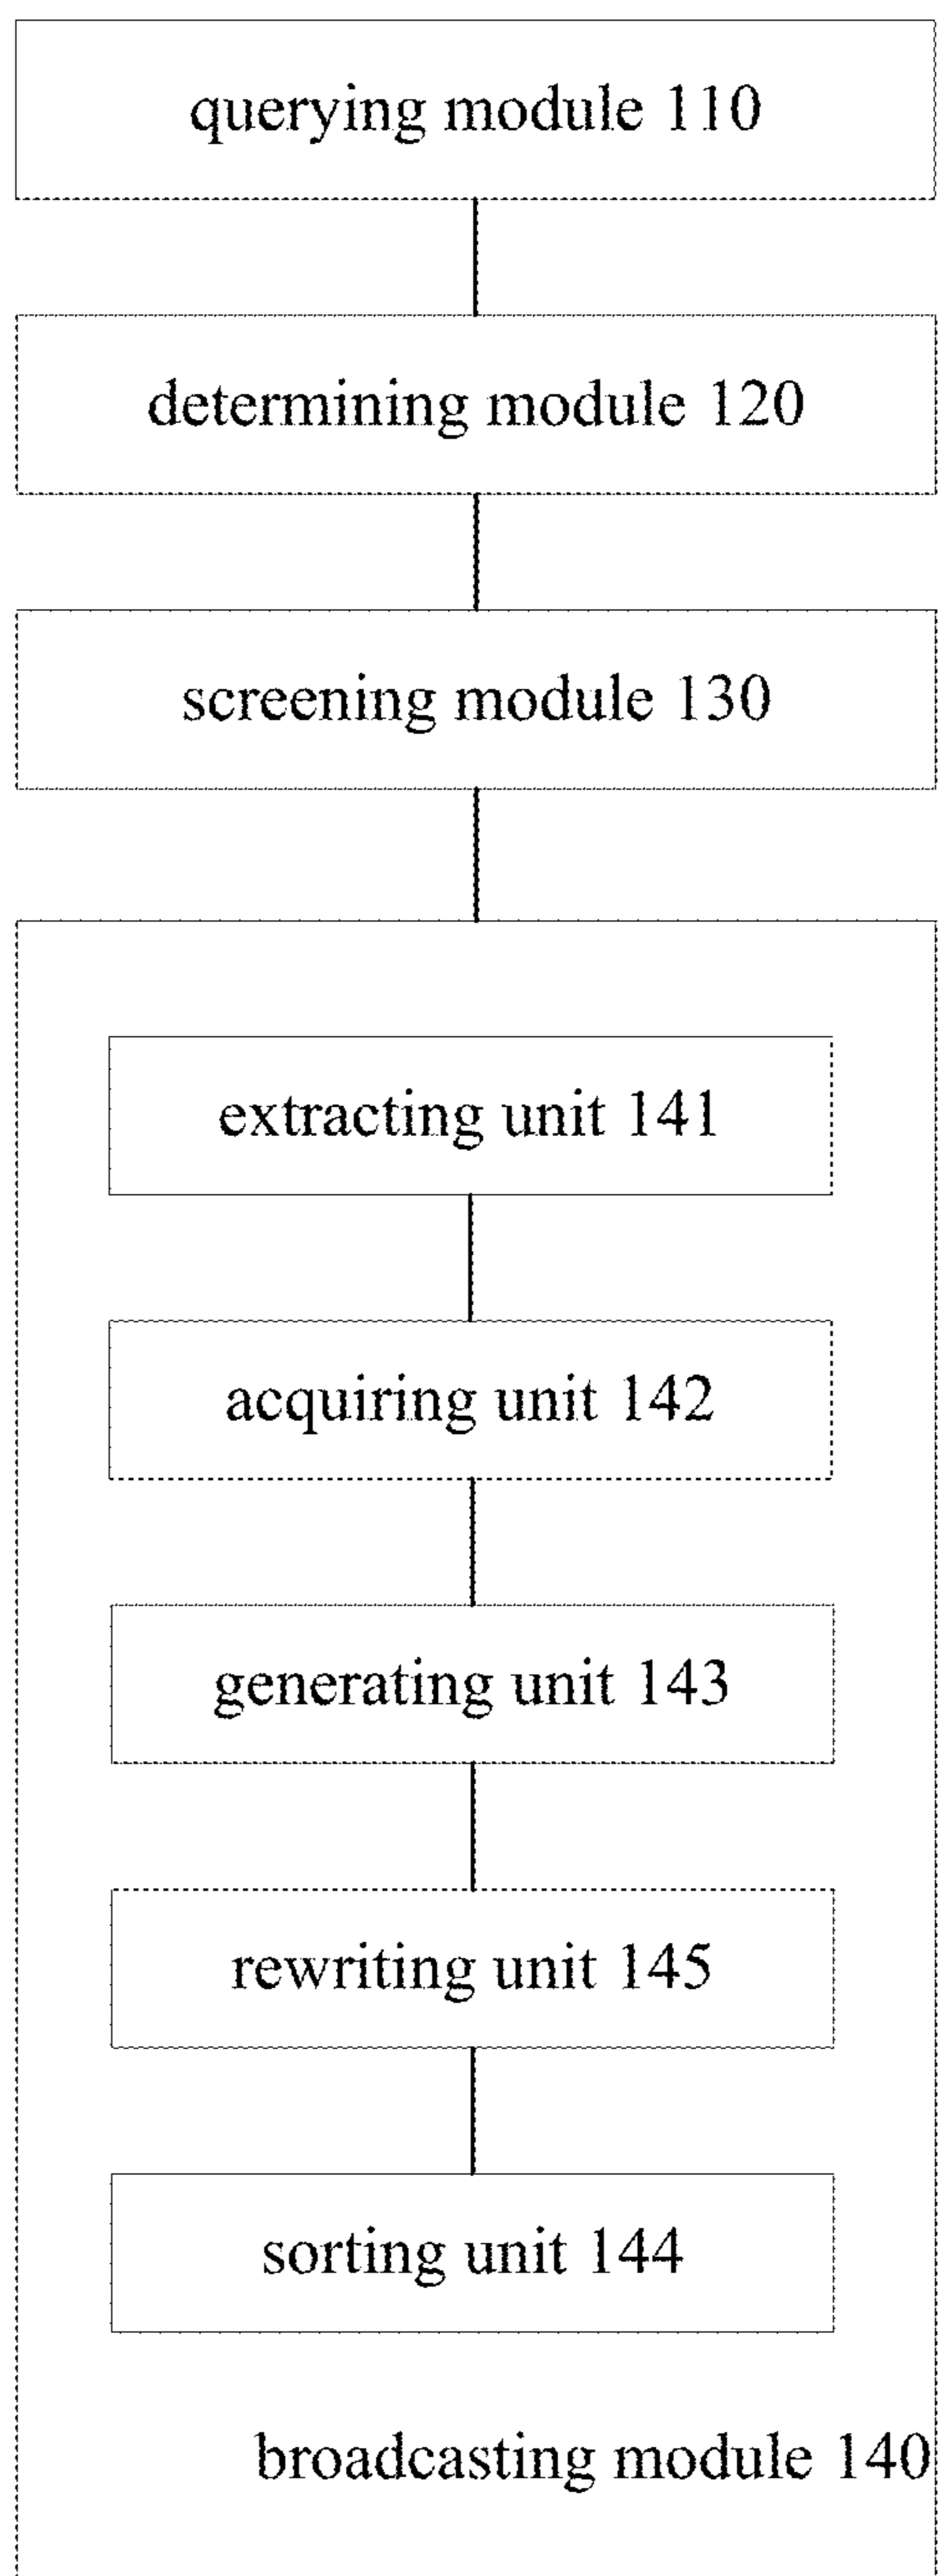 querying module 110
determining module 120
screening module 130
extracting unit 141
acquiring unit 142
generating unit 143
rewriting unit 145
sorting unit 144
broadcasting module 140